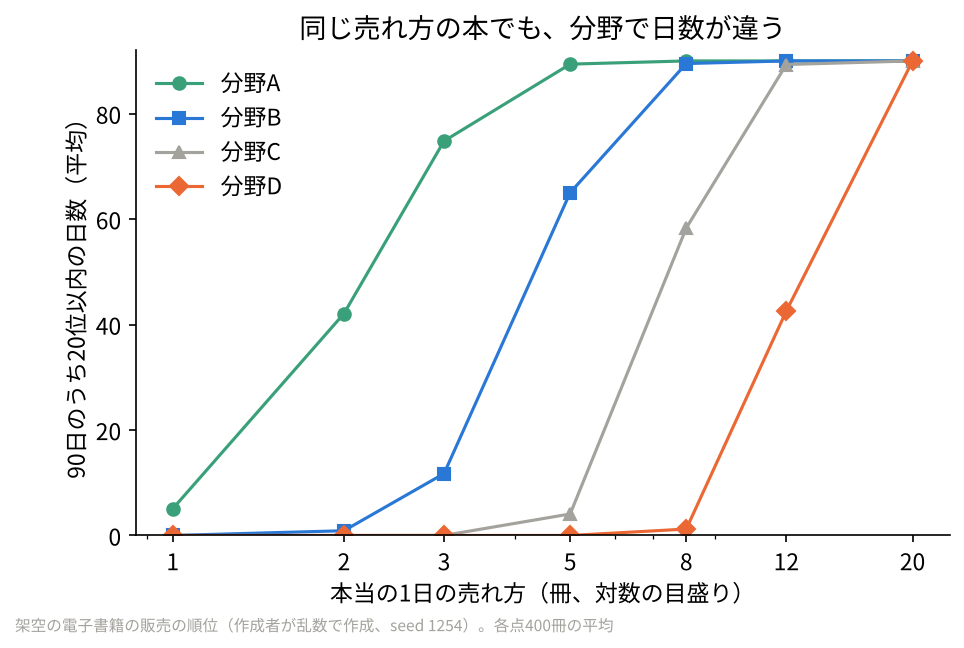 同じ売れ方の本でも、分野で日数が違う
分野A
分野B
分野C
分野D
90日のうち20位以内の日数（平均）
80
60
40
20
0
1
2
3
5
8
12
20
本当の1日の売れ方（冊、対数の目盛り）
架空の電子書籍の販売の順位（作成者が乱数で作成、seed 1254）。各点400冊の平均